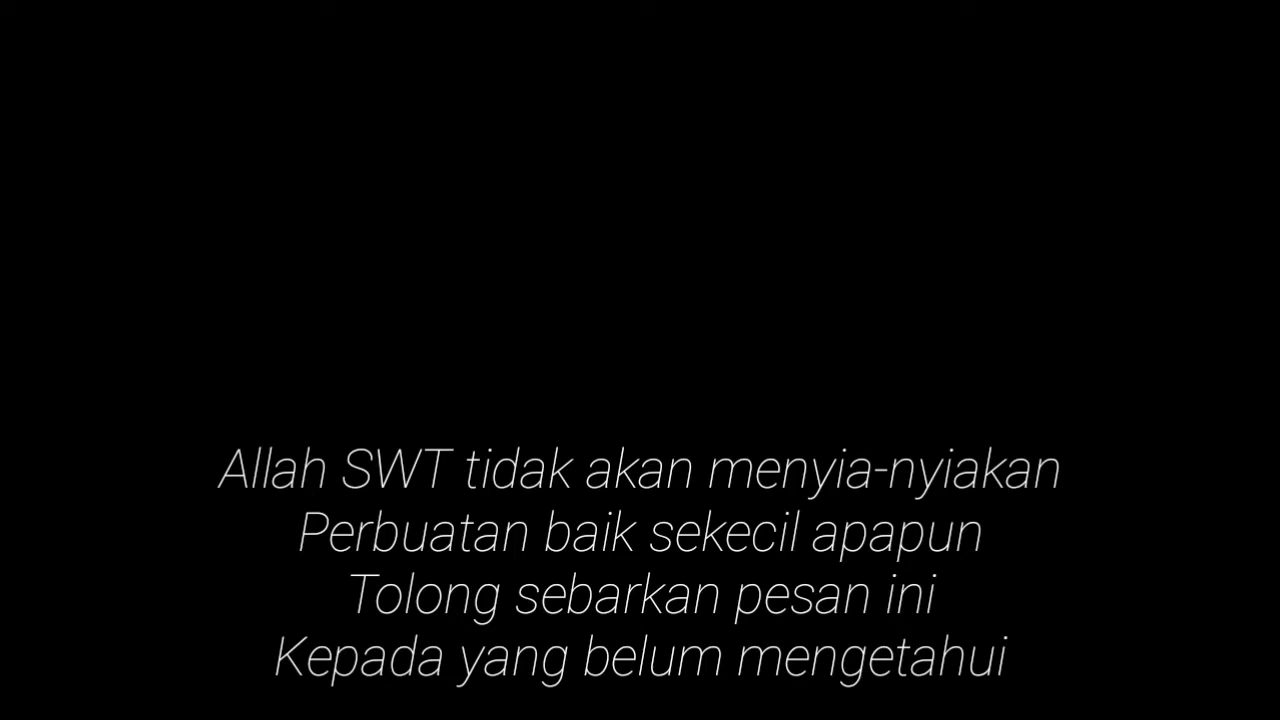 Allah SWT tidak akan menyia-nyiakan
Perbuatan baik sekecil apapun
Tolong sebarkan pesan ini
Kepada yang belum mengetahui